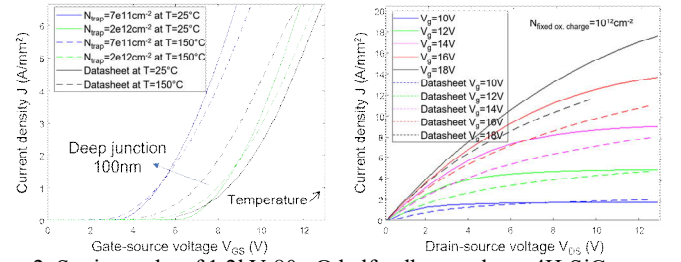 N_trap=7e11cm⁻² at T=25°C
N_trap=2e12cm⁻² at T=25°C
N_trap=7e11cm⁻² at T=150°C
N_trap=2e12cm⁻² at T=150°C
Datasheet at T=25°C
Datasheet at T=150°C
Deep junction
100nm
Temperature
Current density J (A/mm²)
0
2
4
6
0 2 4 6 8 10 12
Gate-source voltage V_GS (V)
V_g=10V
V_g=12V
V_g=14V
V_g=16V
V_g=18V
Datasheet V_g=10V
Datasheet V_g=12V
Datasheet V_g=14V
Datasheet V_g=16V
Datasheet V_g=18V
N_fixed ox. charge=10¹²cm⁻²
Current density J (A/mm²)
20
18
16
14
12
10
8
6
4
2
0
0 2 4 6 8 10 12
Drain-source voltage V_DS (V)